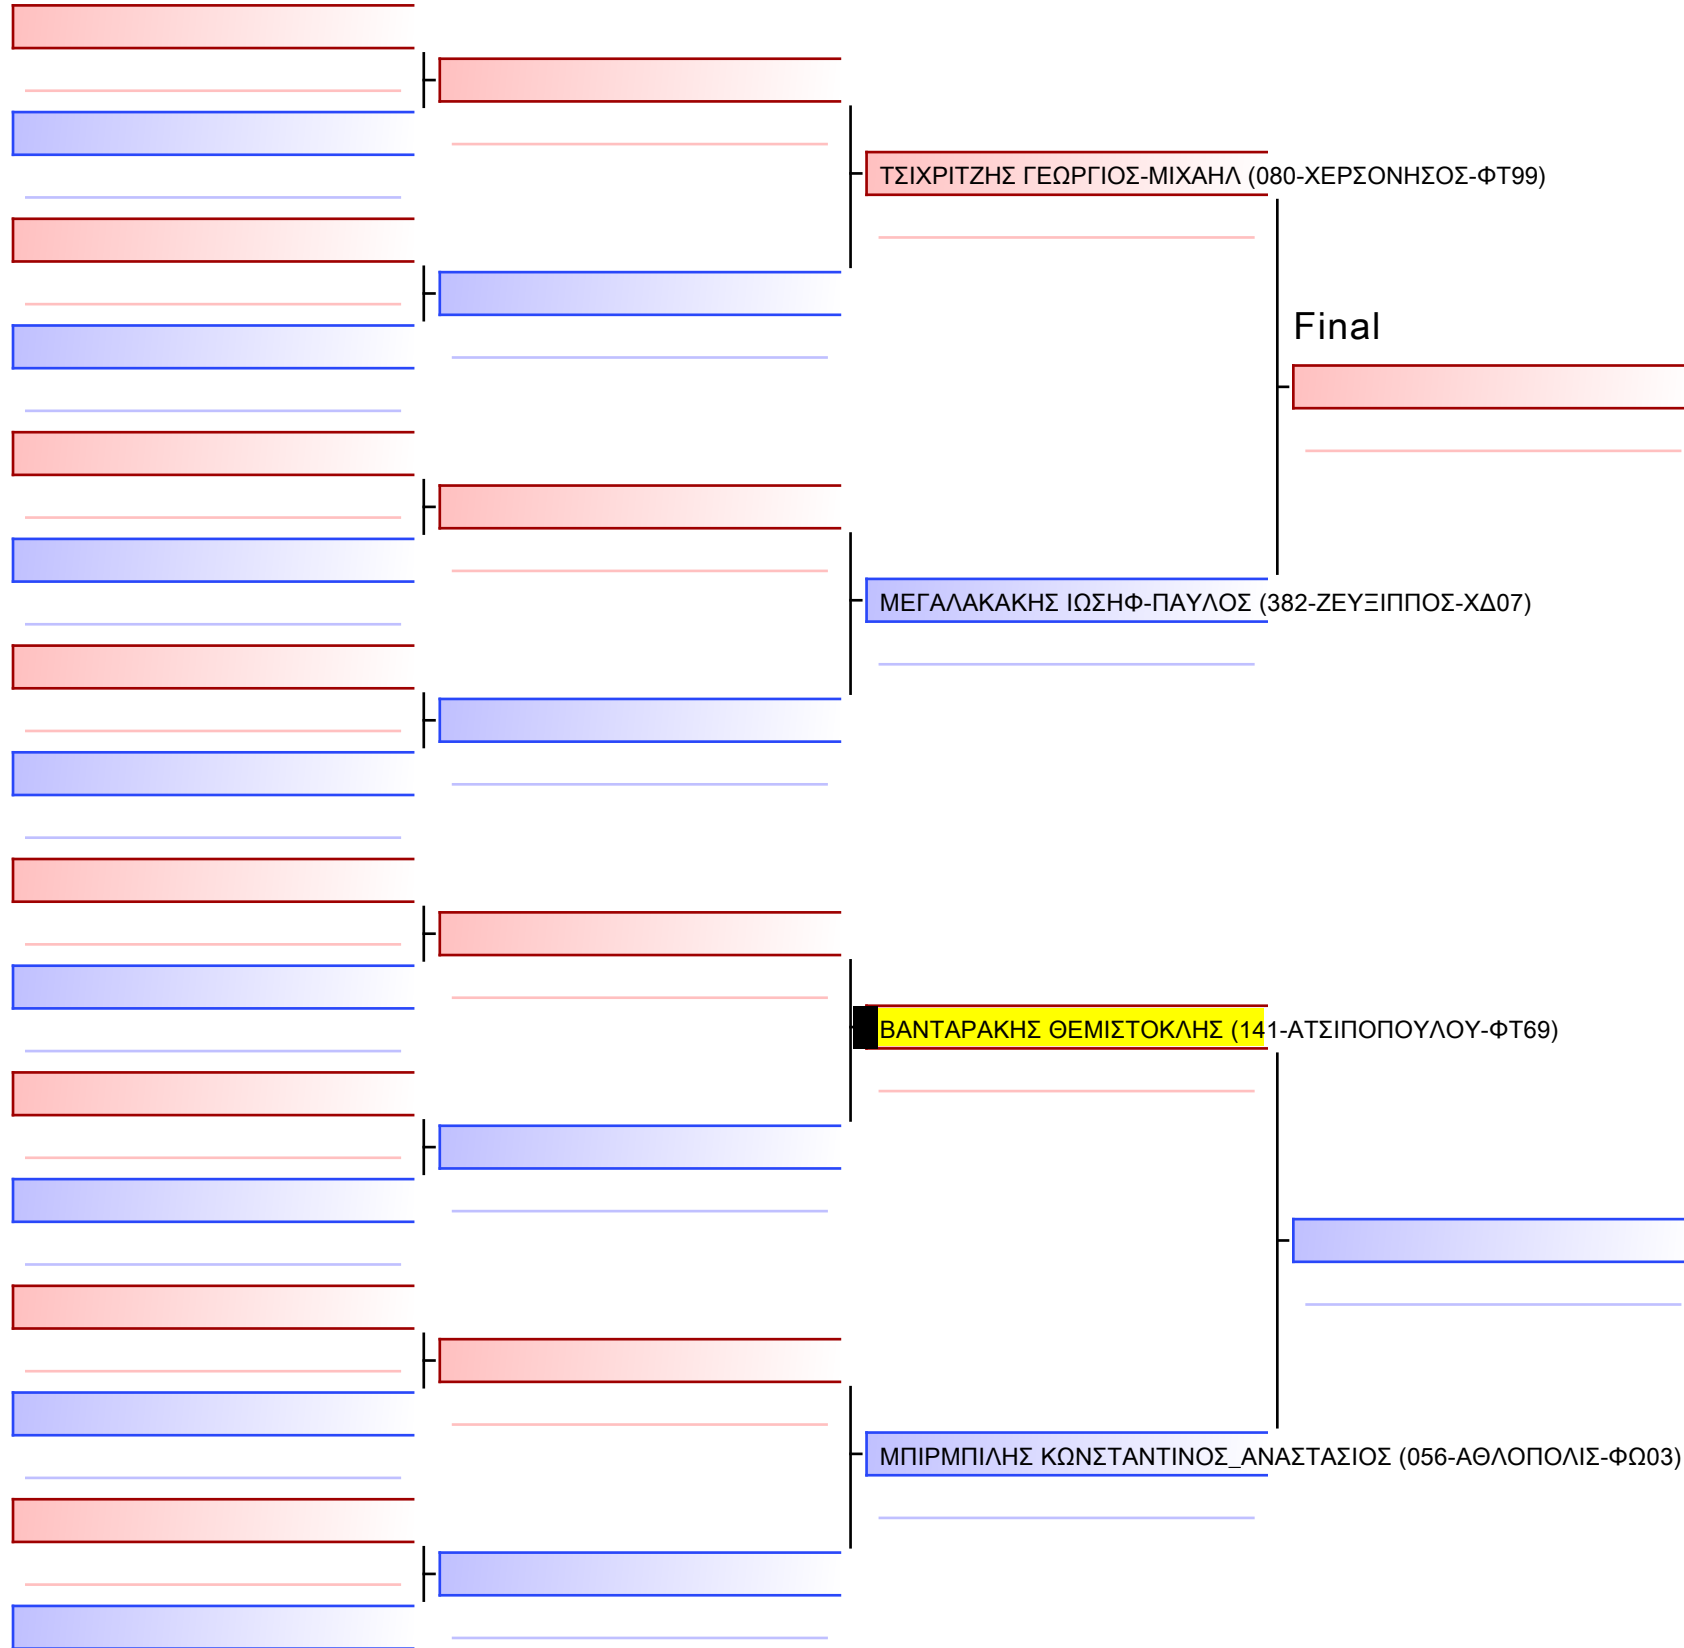 ΤΣΙΧΡΙΤΖΗΣ ΓΕΩΡΓΙΟΣ-ΜΙΧΑΗΛ (080-ΧΕΡΣΟΝΗΣΟΣ-ΦΤ99)
Final
ΜΕΓΑΛΑΚΑΚΗΣ ΙΩΣΗΦ-ΠΑΥΛΟΣ (382-ΖΕΥΞΙΠΠΟΣ-ΧΔ07)
ΒΑΝΤΑΡΑΚΗΣ ΘΕΜΙΣΤΟΚΛΗΣ (141-ΑΤΣΙΠΟΠΟΥΛΟΥ-ΦΤ69)
ΜΠΙΡΜΠΙΛΗΣ ΚΩΝΣΤΑΝΤΙΝΟΣ_ΑΝΑΣΤΑΣΙΟΣ (056-ΑΘΛΟΠΟΛΙΣ-ΦΩ03)